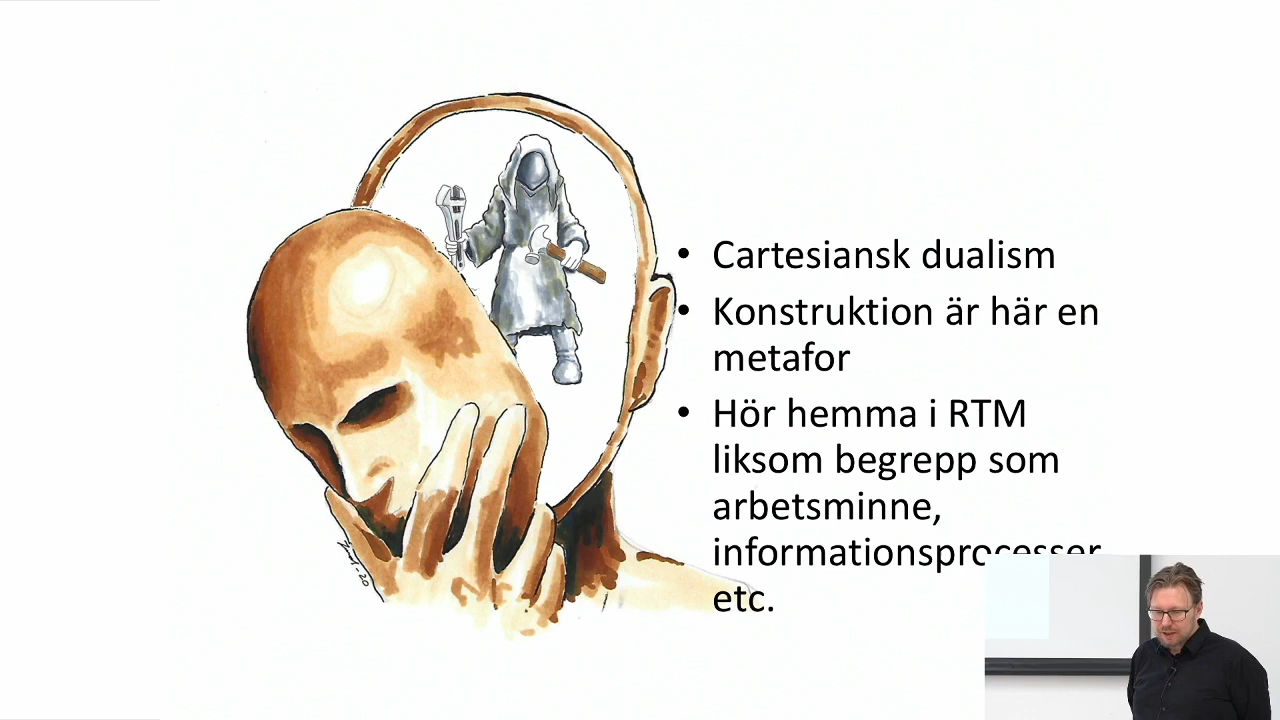 • Cartesiansk dualism
• Konstruktion är här en
metafor
• Hör hemma i RTM
liksom begrepp som
arbetsminne,
informationsprocesser
etc.